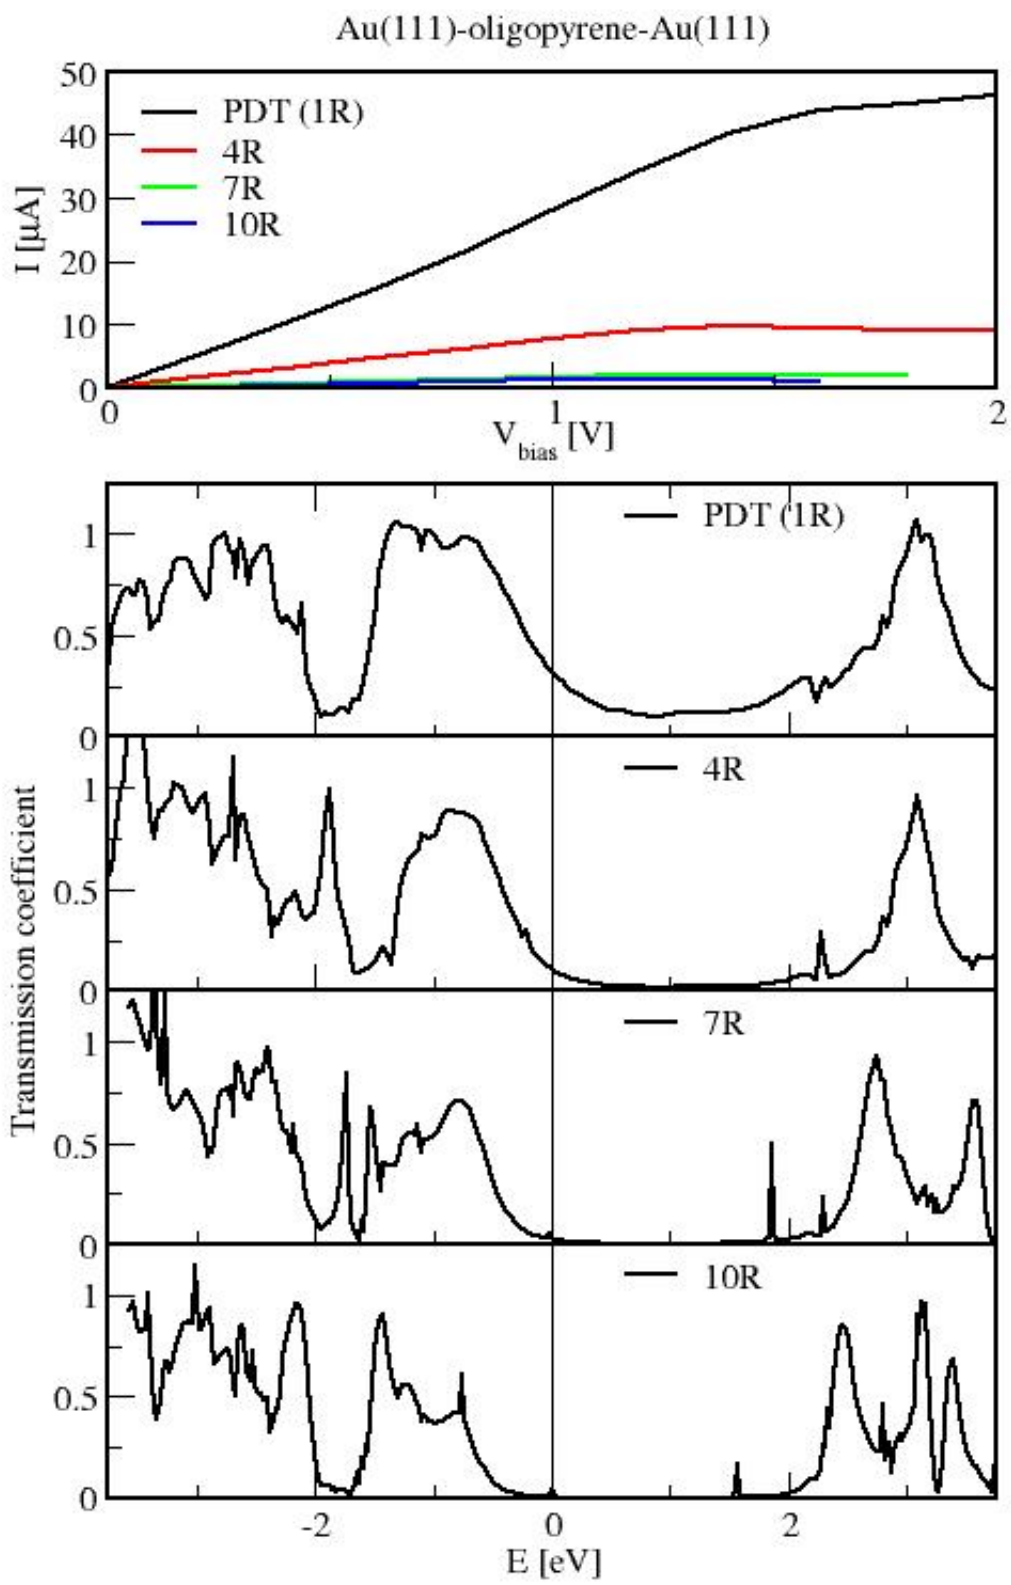 Au(111)-oligopyrene-Au(111)
50
40
30
20
10
0
I [μA]
PDT (1R)
4R
7R
10R
0
1
2
V_bias [V]
Transmission coefficient
1
0.5
0
PDT (1R)
1
0.5
0
4R
1
0.5
0
7R
1
0.5
0
10R
-2
0
2
E [eV]